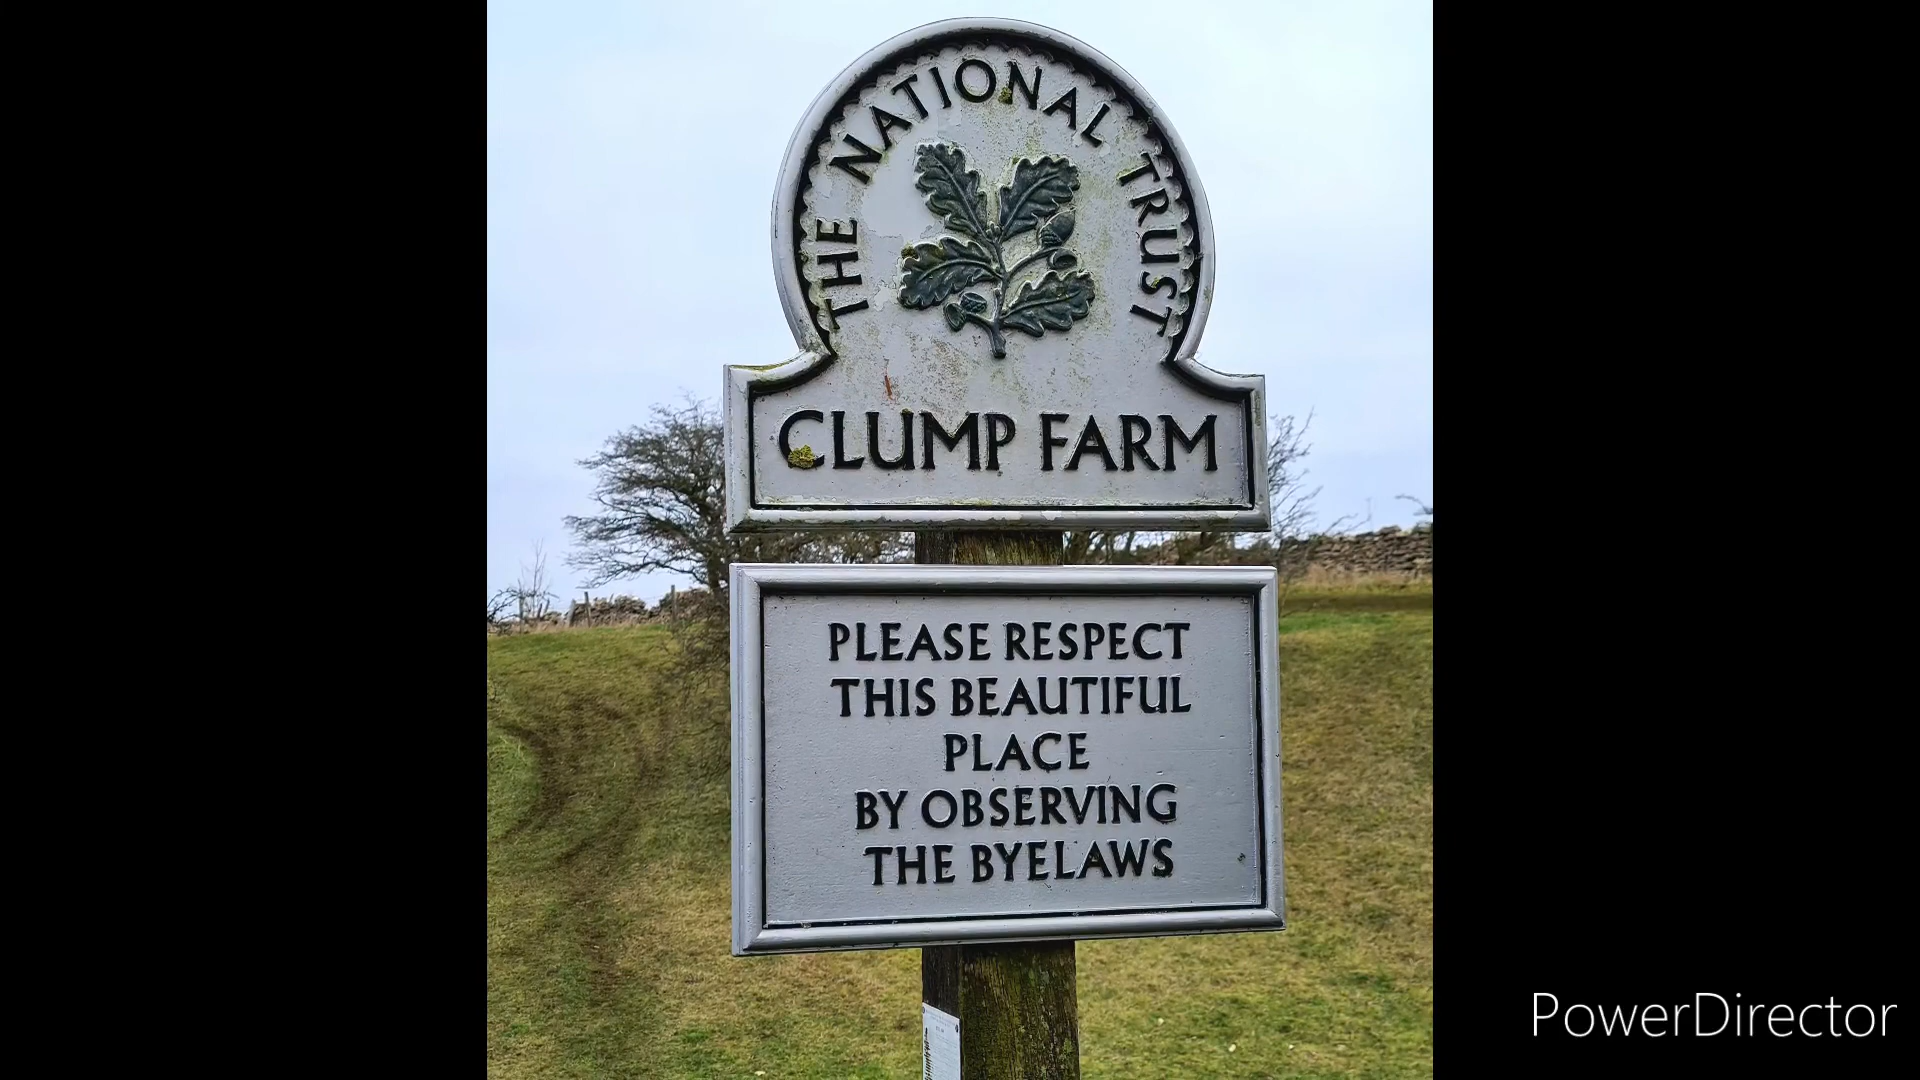 THE NATIONAL TRUST
CLUMP FARM
PLEASE RESPECT
THIS BEAUTIFUL
PLACE
BY OBSERVING
THE BYELAWS
PowerDirector